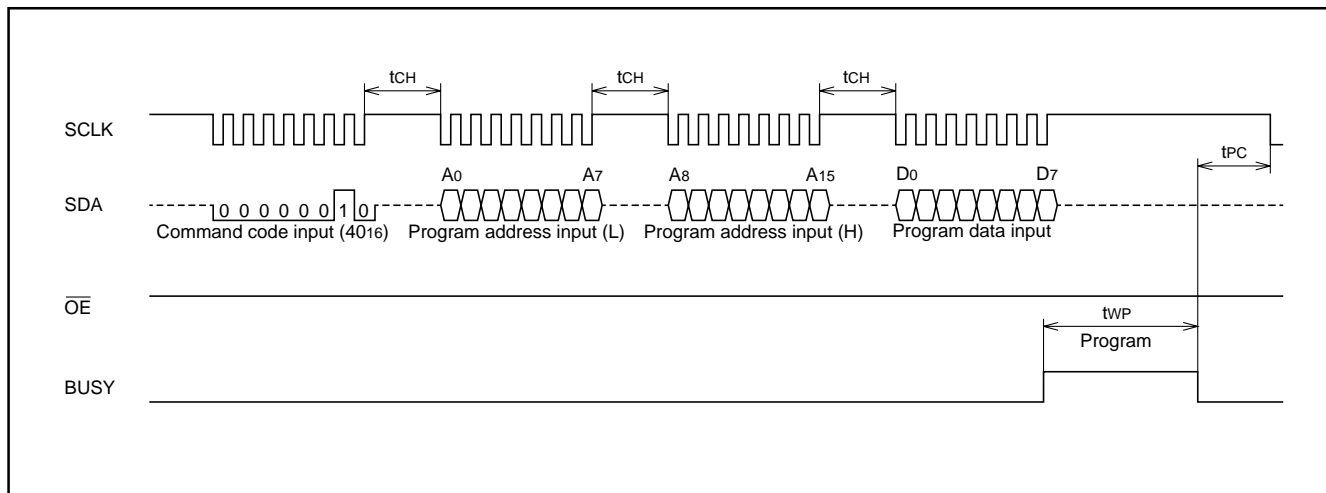 tCH tCH tCH
SCLK
tPC
A0 A7 A8 A15 D0 D7
SDA
0 0 0 0 0 0 1 0
Command code input (4016) Program address input (L) Program address input (H) Program data input
OE
tWP
Program
BUSY